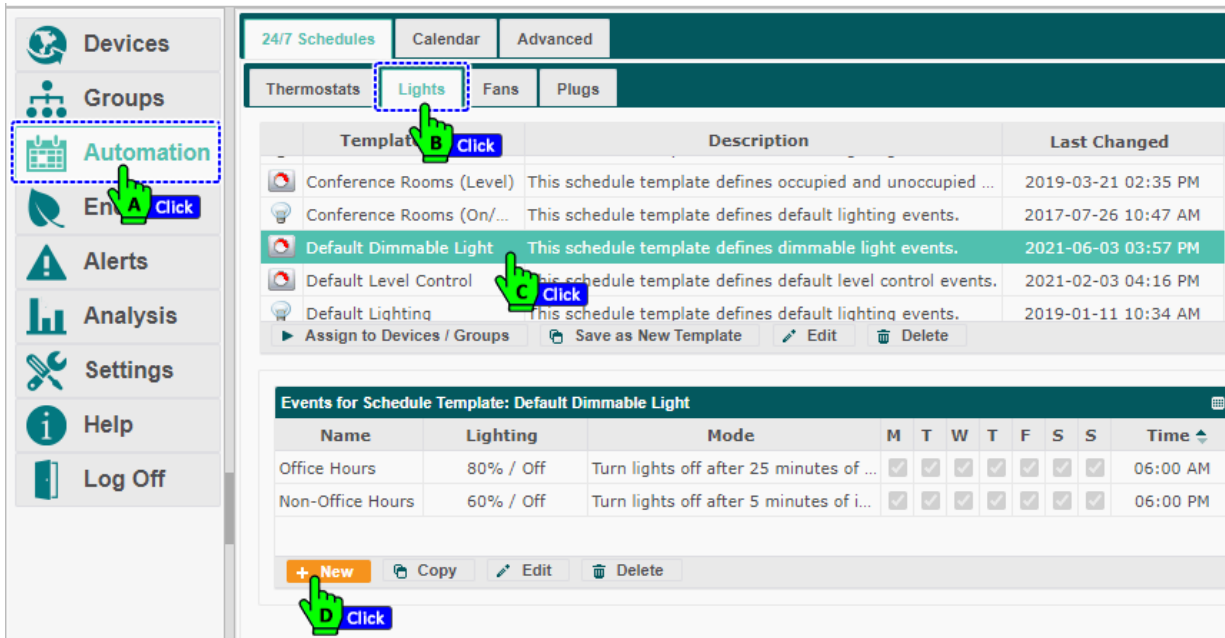 Devices
Groups
Automation
A Click
En
Alerts
Analysis
Settings
Help
Log Off
24/7 Schedules Calendar Advanced
Thermostats Lights Fans Plugs
B Click
Templat Description Last Changed
Conference Rooms (Level) This schedule template defines occupied and unoccupied ... 2019-03-21 02:35 PM
Conference Rooms (On/... This schedule template defines default lighting events. 2017-07-26 10:47 AM
Default Dimmable Light This schedule template defines dimmable light events. 2021-06-03 03:57 PM
C Click
Default Level Control This schedule template defines default level control events. 2021-02-03 04:16 PM
Default Lighting This schedule template defines default lighting events. 2019-01-11 10:34 AM
Assign to Devices / Groups Save as New Template Edit Delete
Events for Schedule Template: Default Dimmable Light
Name Lighting Mode M T W T F S S Time
Office Hours 80% / Off Turn lights off after 25 minutes of ... 06:00 AM
Non-Office Hours 60% / Off Turn lights off after 5 minutes of i... 06:00 PM
+ New Copy Edit Delete
D Click